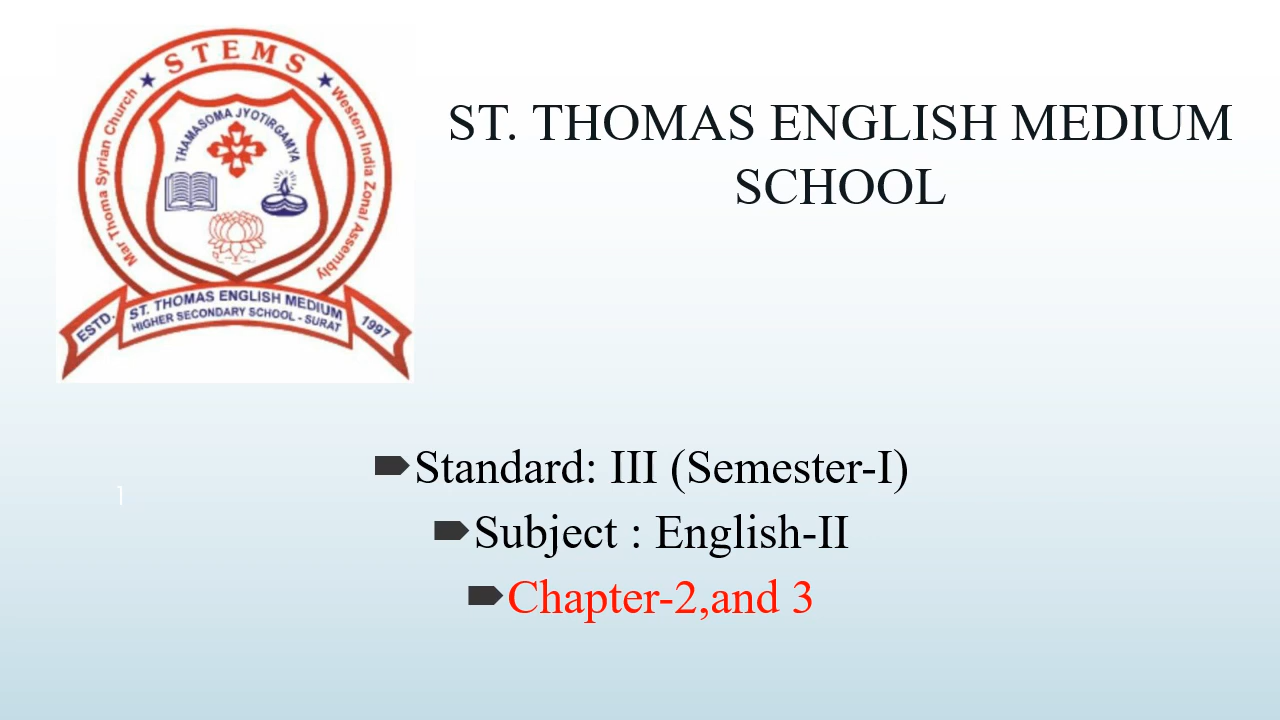 STEMS
Mar Thoma Syrian Church
Western India Zonal Assembly
THAMASOMA JYOTIRGAMYA
ESTD.
ST. THOMAS ENGLISH MEDIUM
HIGHER SECONDARY SCHOOL - SURAT
1997
ST. THOMAS ENGLISH MEDIUM
SCHOOL
Standard: III (Semester-I)
1
Subject : English-II
Chapter-2,and 3